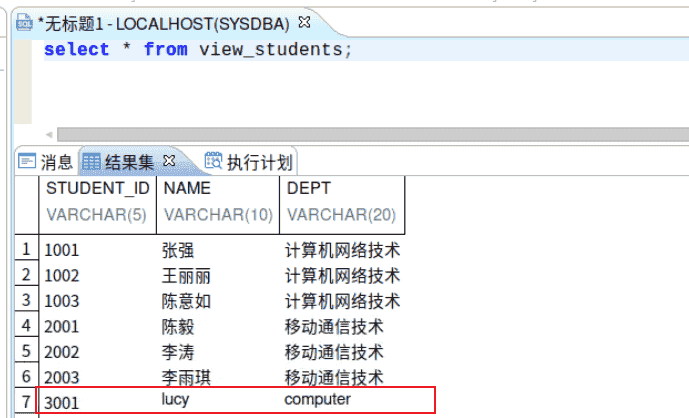 *无标题1 - LOCALHOST(SYSDBA)
select * from view_students;
消息 结果集 执行计划
STUDENT_ID NAME DEPT
VARCHAR(5) VARCHAR(10) VARCHAR(20)
1 1001 张强 计算机网络技术
2 1002 王丽丽 计算机网络技术
3 1003 陈意如 计算机网络技术
4 2001 陈毅 移动通信技术
5 2002 李涛 移动通信技术
6 2003 李雨琪 移动通信技术
7 3001 lucy computer